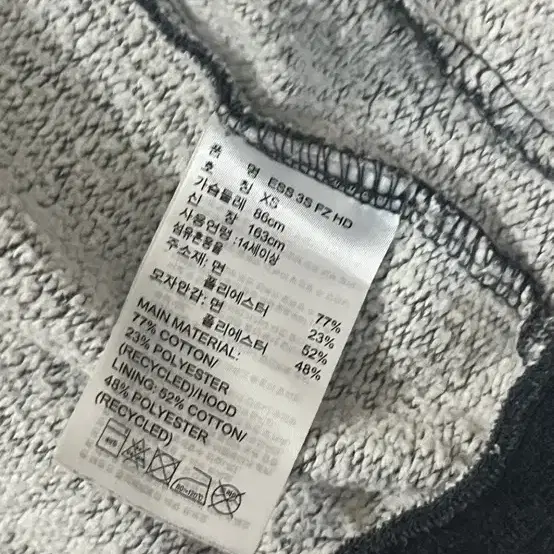 품 명 ESS 3S FZ HD
호 칭 XS
가슴둘레 86cm
신 장 163cm
사용연령:14세이상
섬유혼용율
주소재: 면 77%
폴리에스터 23%
모자안감: 면 52%
폴리에스터 48%
MAIN MATERIAL:
77% COTTON/
23% POLYESTER
(RECYCLED)/HOOD
LINING: 52% COTTON/
48% POLYESTER
(RECYCLED)